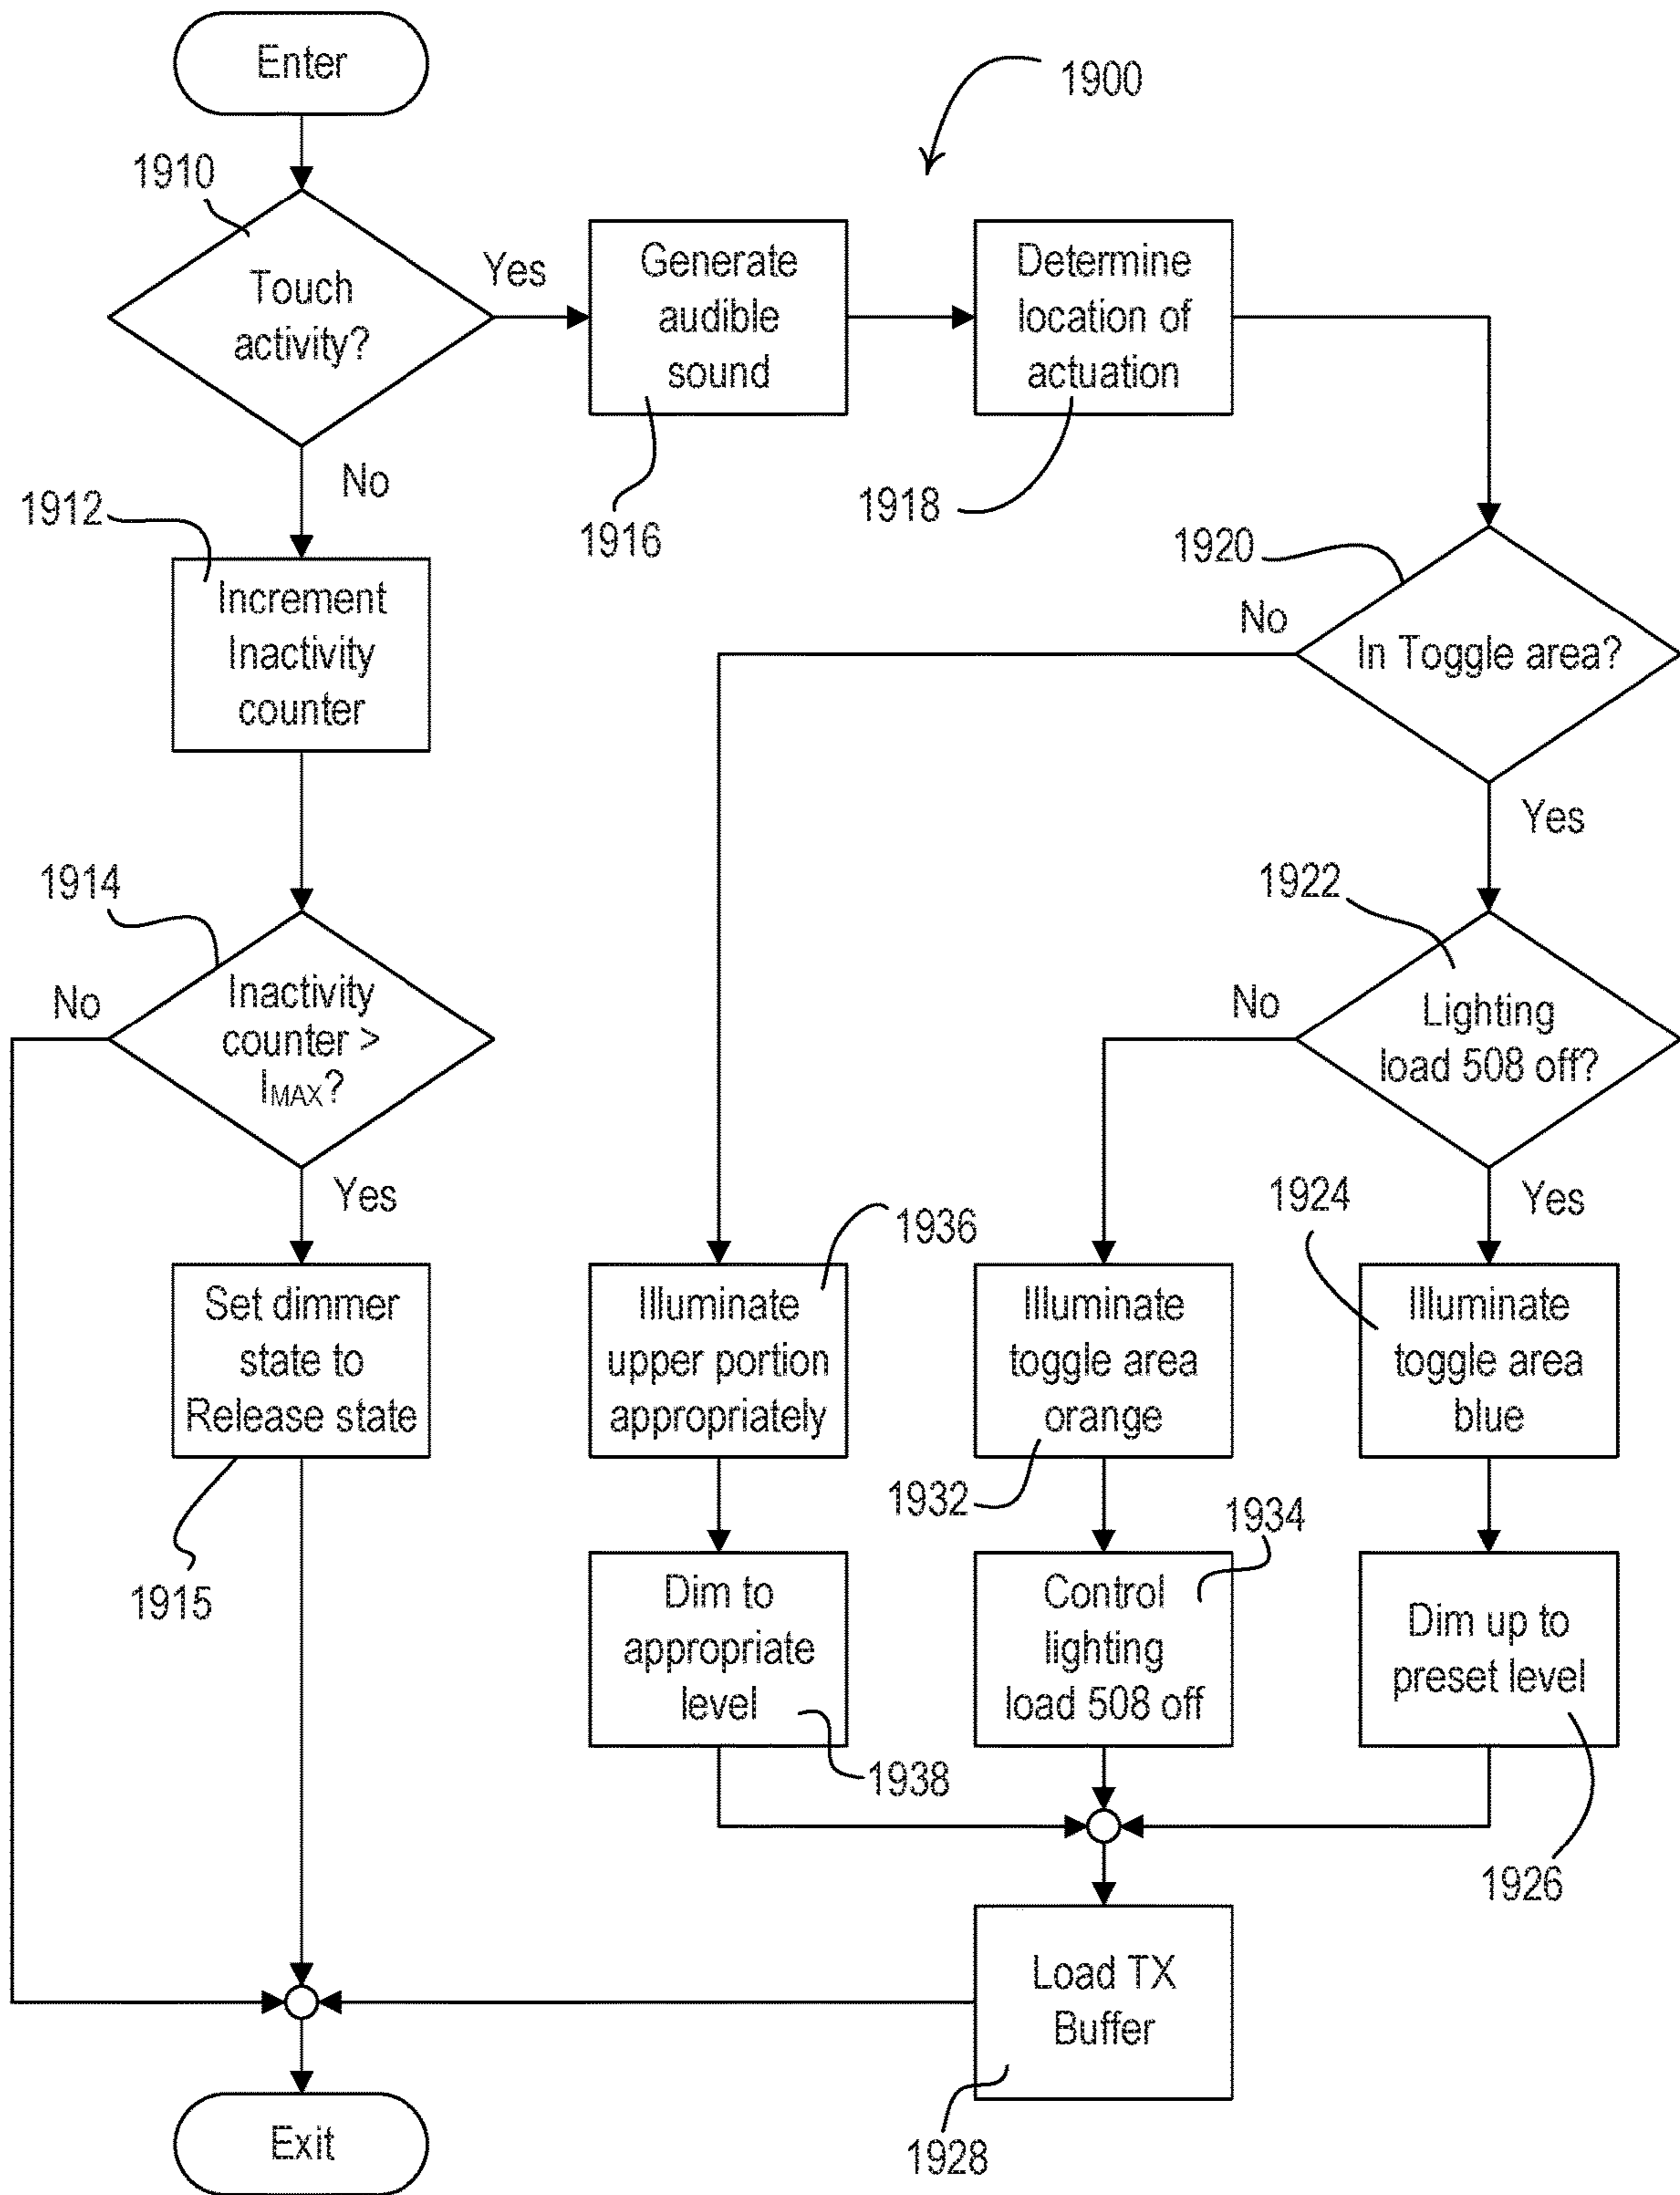 Enter
1900
1910
Touch
activity?
Yes
Generate
audible
sound
Determine
location of
actuation
No
1912
1916
1918
1920
Increment
Inactivity
counter
No
In Toggle area?
Yes
1914
1922
No
Inactivity
counter >
IMAX?
No
Lighting
load 508 off?
Yes
1924
Yes
1936
Set dimmer
state to
Release state
Illuminate
upper portion
appropriately
Illuminate
toggle area
orange
Illuminate
toggle area
blue
1932
1934
1915
Dim to
appropriate
level
Control
lighting
load 508 off
Dim up to
preset level
1938
1926
Load TX
Buffer
Exit
1928